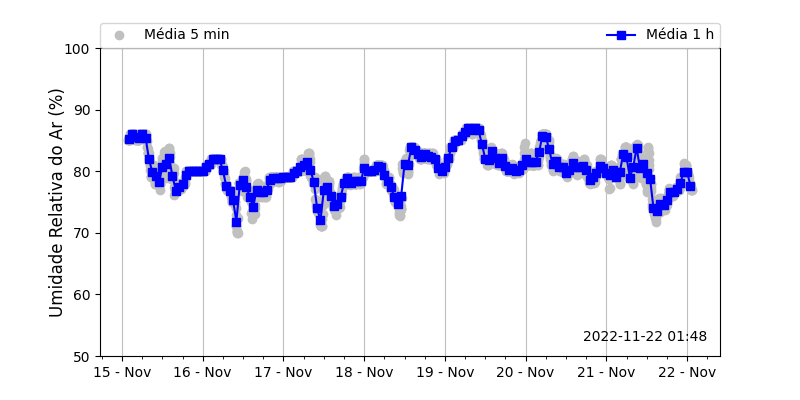 Média 5 min
Média 1 h
Umidade Relativa do Ar (%)
100
90
80
70
60
50
2022-11-22 01:48
15 - Nov
16 - Nov
17 - Nov
18 - Nov
19 - Nov
20 - Nov
21 - Nov
22 - Nov